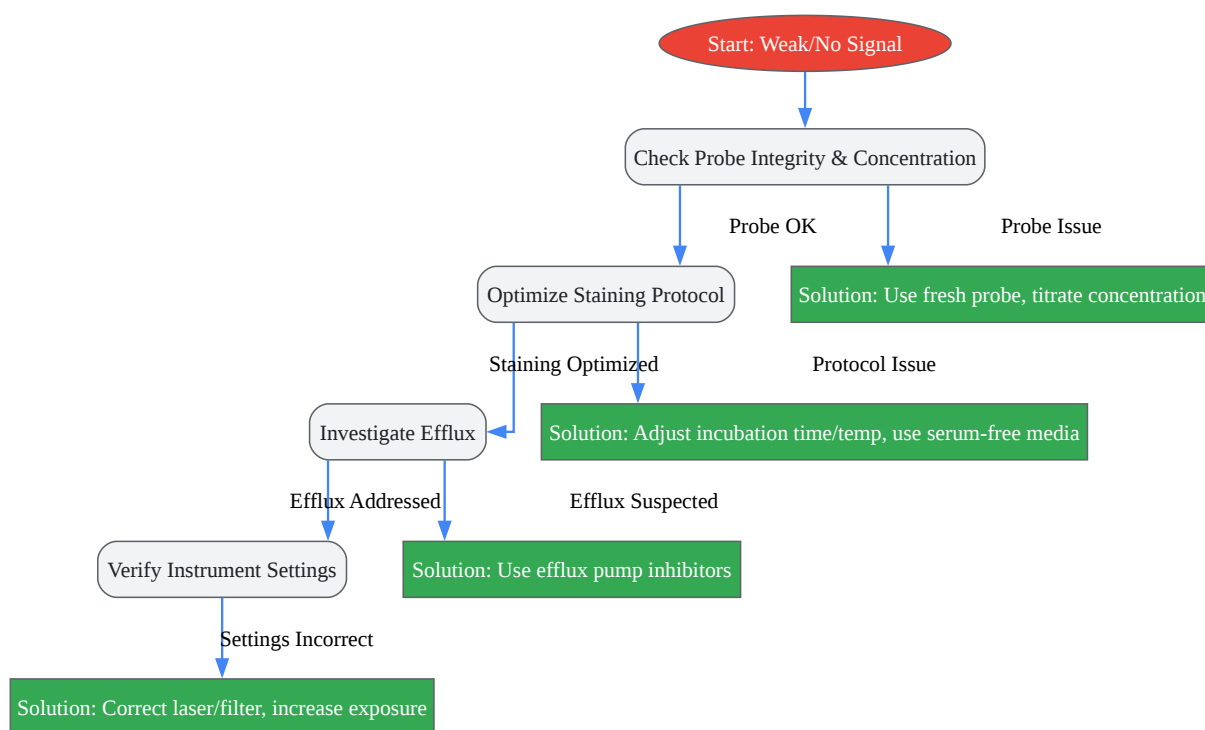 Start: Weak/No Signal
Check Probe Integrity & Concentration
Probe OK
Probe Issue
Optimize Staining Protocol
Solution: Use fresh probe, titrate concentration
Staining Optimized
Protocol Issue
Investigate Efflux
Solution: Adjust incubation time/temp, use serum-free media
Efflux Addressed
Efflux Suspected
Verify Instrument Settings
Solution: Use efflux pump inhibitors
Settings Incorrect
Solution: Correct laser/filter, increase exposure